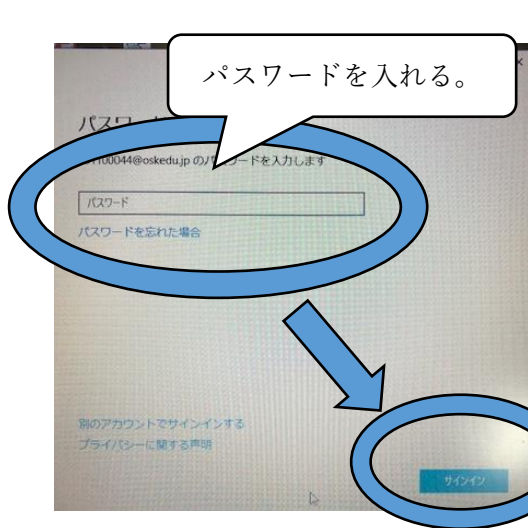 パスワードを入れる。
パスワード
100044@oskedu.jp のパスワードを入力します
パスワード
パスワードを忘れた場合
別のアカウントでサインインする
プライバシーに関する声明
サインイン